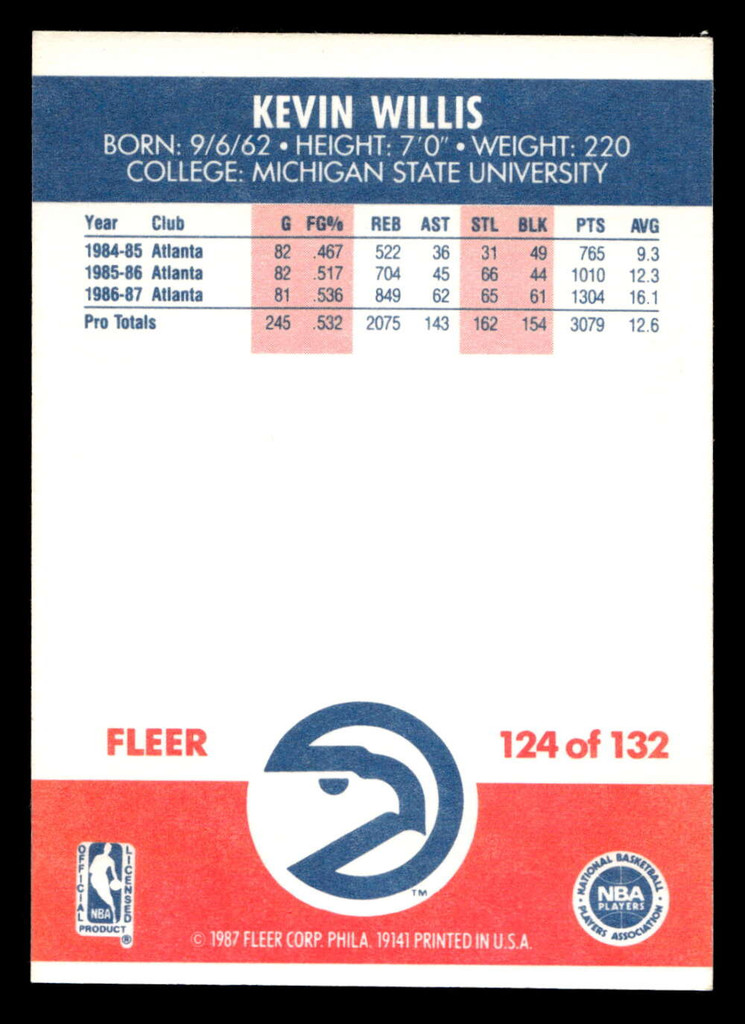 KEVIN WILLIS
BORN: 9/6/62 • HEIGHT: 7'0" • WEIGHT: 220
COLLEGE: MICHIGAN STATE UNIVERSITY
Year Club G FG% REB AST STL BLK PTS AVG
1984-85 Atlanta 82 .467 522 36 31 49 765 9.3
1985-86 Atlanta 82 .517 704 45 66 44 1010 12.3
1986-87 Atlanta 81 .536 849 62 65 61 1304 16.1
Pro Totals 245 .532 2075 143 162 154 3079 12.6
FLEER 124 of 132
TM
OFFICIAL LICENSED
NBA
PRODUCT ®
• NATIONAL BASKETBALL •
NBA
PLAYERS
PLAYERS ASSOCIATION
© 1987 FLEER CORP. PHILA. 19141 PRINTED IN U.S.A.